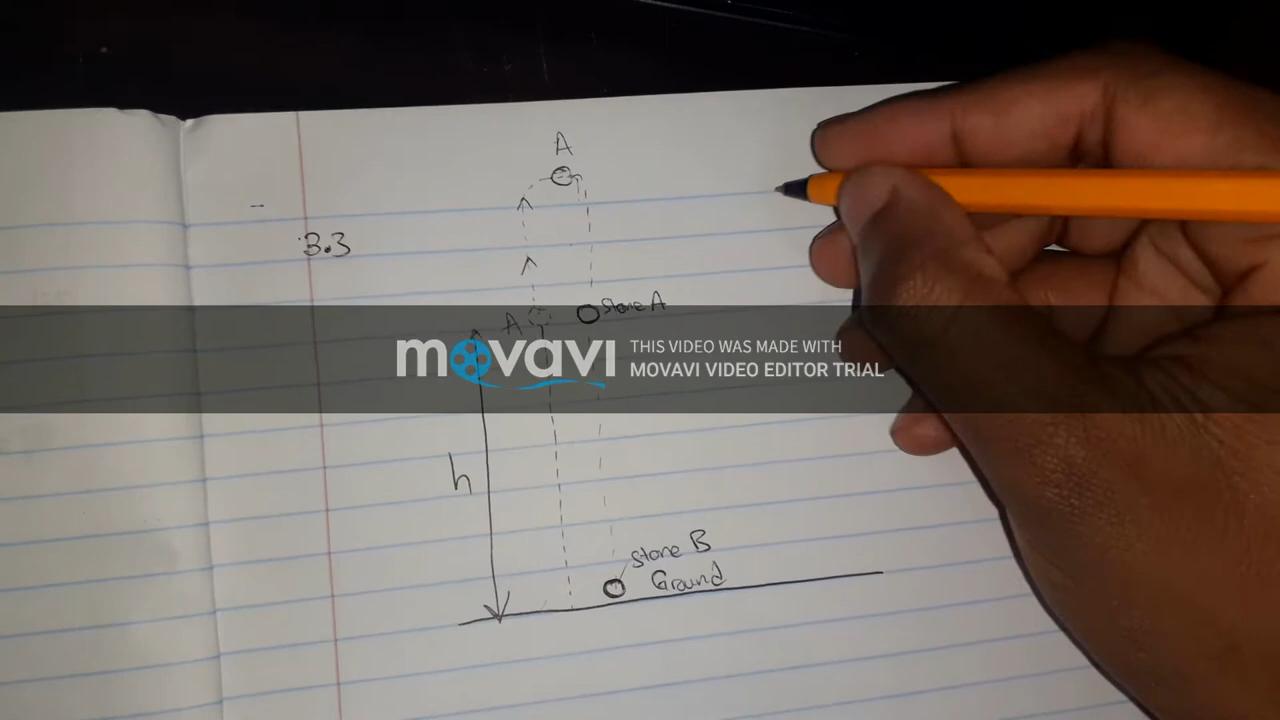 A
3.3
A
Stone A
movavi
THIS VIDEO WAS MADE WITH
MOVAVI VIDEO EDITOR TRIAL
h
Stone B
Ground